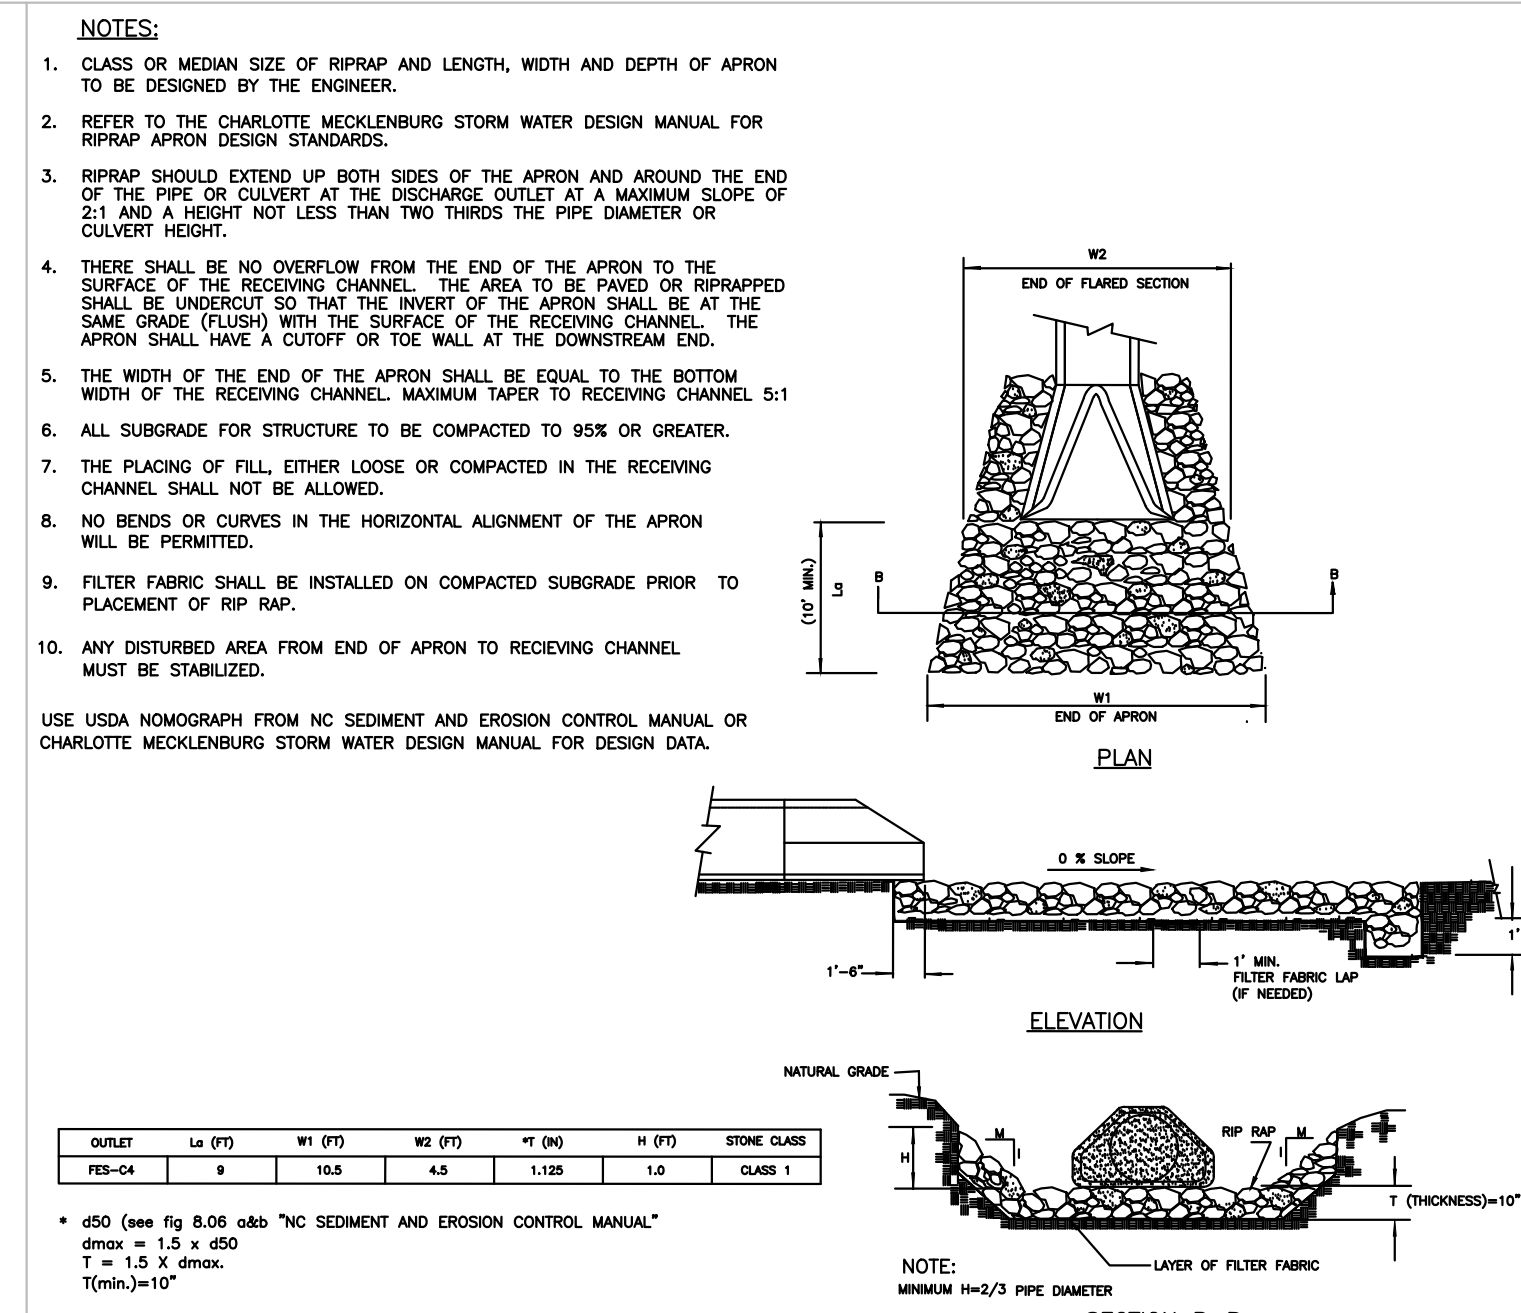 NOTES:
1. CLASS OR MEDIAN SIZE OF RIPRAP AND LENGTH, WIDTH AND DEPTH OF APRON
TO BE DESIGNED BY THE ENGINEER.
2. REFER TO THE CHARLOTTE MECKLENBURG STORM WATER DESIGN MANUAL FOR
RIPRAP APRON DESIGN STANDARDS.
3. RIPRAP SHOULD EXTEND UP BOTH SIDES OF THE APRON AND AROUND THE END
OF THE PIPE OR CULVERT AT THE DISCHARGE OUTLET AT A MAXIMUM SLOPE OF
2:1 AND A HEIGHT NOT LESS THAN TWO THIRDS THE PIPE DIAMETER OR
CULVERT HEIGHT.
4. THERE SHALL BE NO OVERFLOW FROM THE END OF THE APRON TO THE
SURFACE OF THE RECEIVING CHANNEL. THE AREA TO BE PAVED OR RIPRAPPED
SHALL BE UNDERCUT SO THAT THE INVERT OF THE APRON SHALL BE AT THE
SAME GRADE (FLUSH) WITH THE SURFACE OF THE RECEIVING CHANNEL. THE
APRON SHALL HAVE A CUTOFF OR TOE WALL AT THE DOWNSTREAM END.
5. THE WIDTH OF THE END OF THE APRON SHALL BE EQUAL TO THE BOTTOM
WIDTH OF THE RECEIVING CHANNEL. MAXIMUM TAPER TO RECEIVING CHANNEL 5:1
6. ALL SUBGRADE FOR STRUCTURE TO BE COMPACTED TO 95% OR GREATER.
7. THE PLACING OF FILL, EITHER LOOSE OR COMPACTED IN THE RECEIVING
CHANNEL SHALL NOT BE ALLOWED.
8. NO BENDS OR CURVES IN THE HORIZONTAL ALIGNMENT OF THE APRON
WILL BE PERMITTED.
9. FILTER FABRIC SHALL BE INSTALLED ON COMPACTED SUBGRADE PRIOR TO
PLACEMENT OF RIP RAP.
10. ANY DISTURBED AREA FROM END OF APRON TO RECIEVING CHANNEL
MUST BE STABILIZED.
USE USDA NOMOGRAPH FROM NC SEDIMENT AND EROSION CONTROL MANUAL OR
CHARLOTTE MECKLENBURG STORM WATER DESIGN MANUAL FOR DESIGN DATA.
W2
END OF FLARED SECTION
(10' MIN.)
La
B
B
W1
END OF APRON
PLAN
0 % SLOPE
1'
1'-6"
1' MIN.
FILTER FABRIC LAP
(IF NEEDED)
ELEVATION
OUTLET La (FT) W1 (FT) W2 (FT) *T (IN) H (FT) STONE CLASS
FES-C4 9 10.5 4.5 1.125 1.0 CLASS 1
* d50 (see fig 8.06 a&b "NC SEDIMENT AND EROSION CONTROL MANUAL"
dmax = 1.5 x d50
T = 1.5 X dmax.
T(min.)=10"
NATURAL GRADE
RIP RAP
M
M
I
I
H
T (THICKNESS)=10"
LAYER OF FILTER FABRIC
NOTE:
MINIMUM H=2/3 PIPE DIAMETER